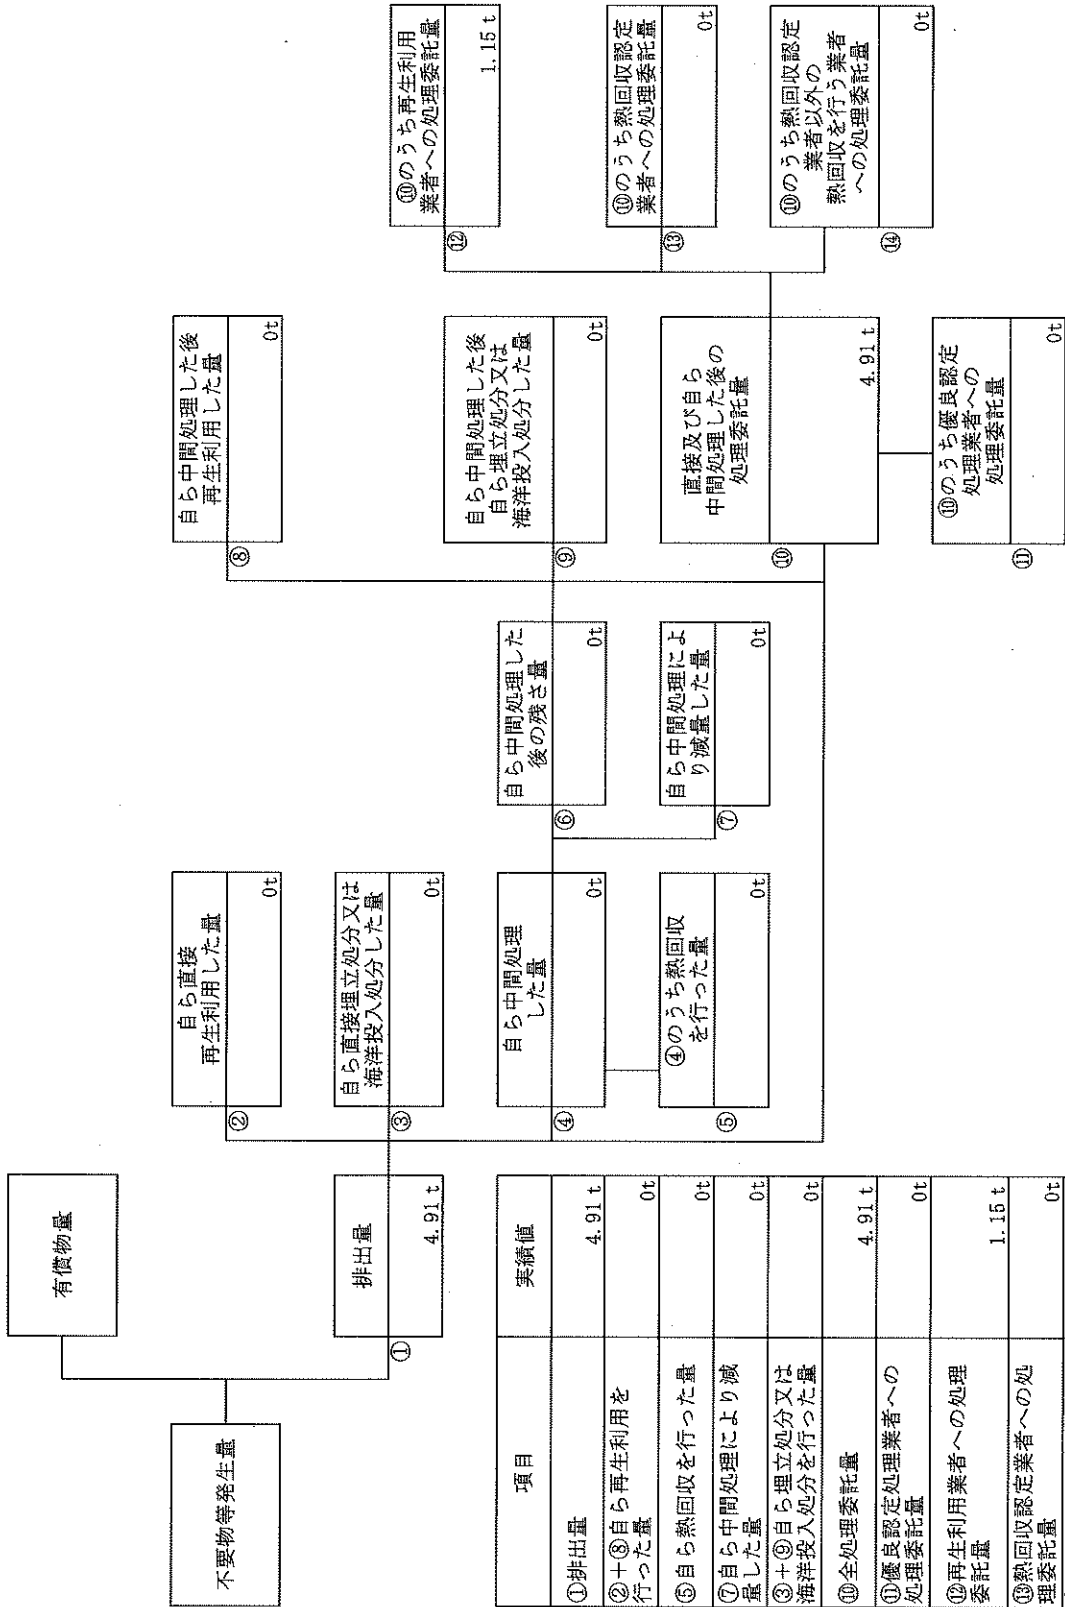 不要物等発生量
有償物量
①
排出量
4.91 t
②
自ら直接
再生利用した量
0t
③
自ら直接埋立処分又は
海洋投入処分した量
0t
④
自ら中間処理
した量
0t
⑤
④のうち熱回収
を行った量
0t
⑥
自ら中間処理した
後の残さ量
0t
⑦
自ら中間処理によ
り減量した量
0t
⑧
自ら中間処理した後
再生利用した量
0t
⑨
自ら中間処理した後
自ら埋立処分又は
海洋投入処分した量
0t
⑩
直接及び自ら
中間処理した後の
処理委託量
4.91 t
⑪
⑩のうち優良認定
処理業者への
処理委託量
0t
⑫
⑩のうち再生利用
業者への処理委託量
1.15 t
⑬
⑩のうち熱回収認定
業者への処理委託量
0t
⑭
⑩のうち熱回収認定
業者以外の
熱回収を行う業者
への処理委託量
0t
項目
実績値
①排出量
4.91 t
②+⑧自ら再生利用を
行った量
0t
⑤自ら熱回収を行った量
0t
⑦自ら中間処理により減
量した量
0t
③+⑨自ら埋立処分又は
海洋投入処分を行った量
0t
⑩全処理委託量
4.91 t
⑪優良認定処理業者への
処理委託量
0t
⑫再生利用業者への処理
委託量
1.15 t
⑬熱回収認定業者への処
理委託量
0t